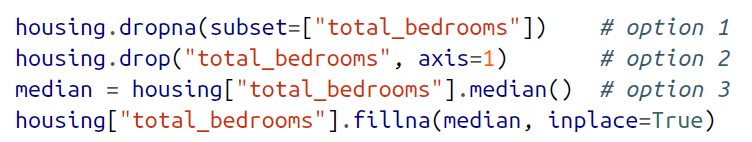 housing.dropna(subset=["total_bedrooms"])    # option 1
housing.drop("total_bedrooms", axis=1)       # option 2
median = housing["total_bedrooms"].median()  # option 3
housing["total_bedrooms"].fillna(median, inplace=True)